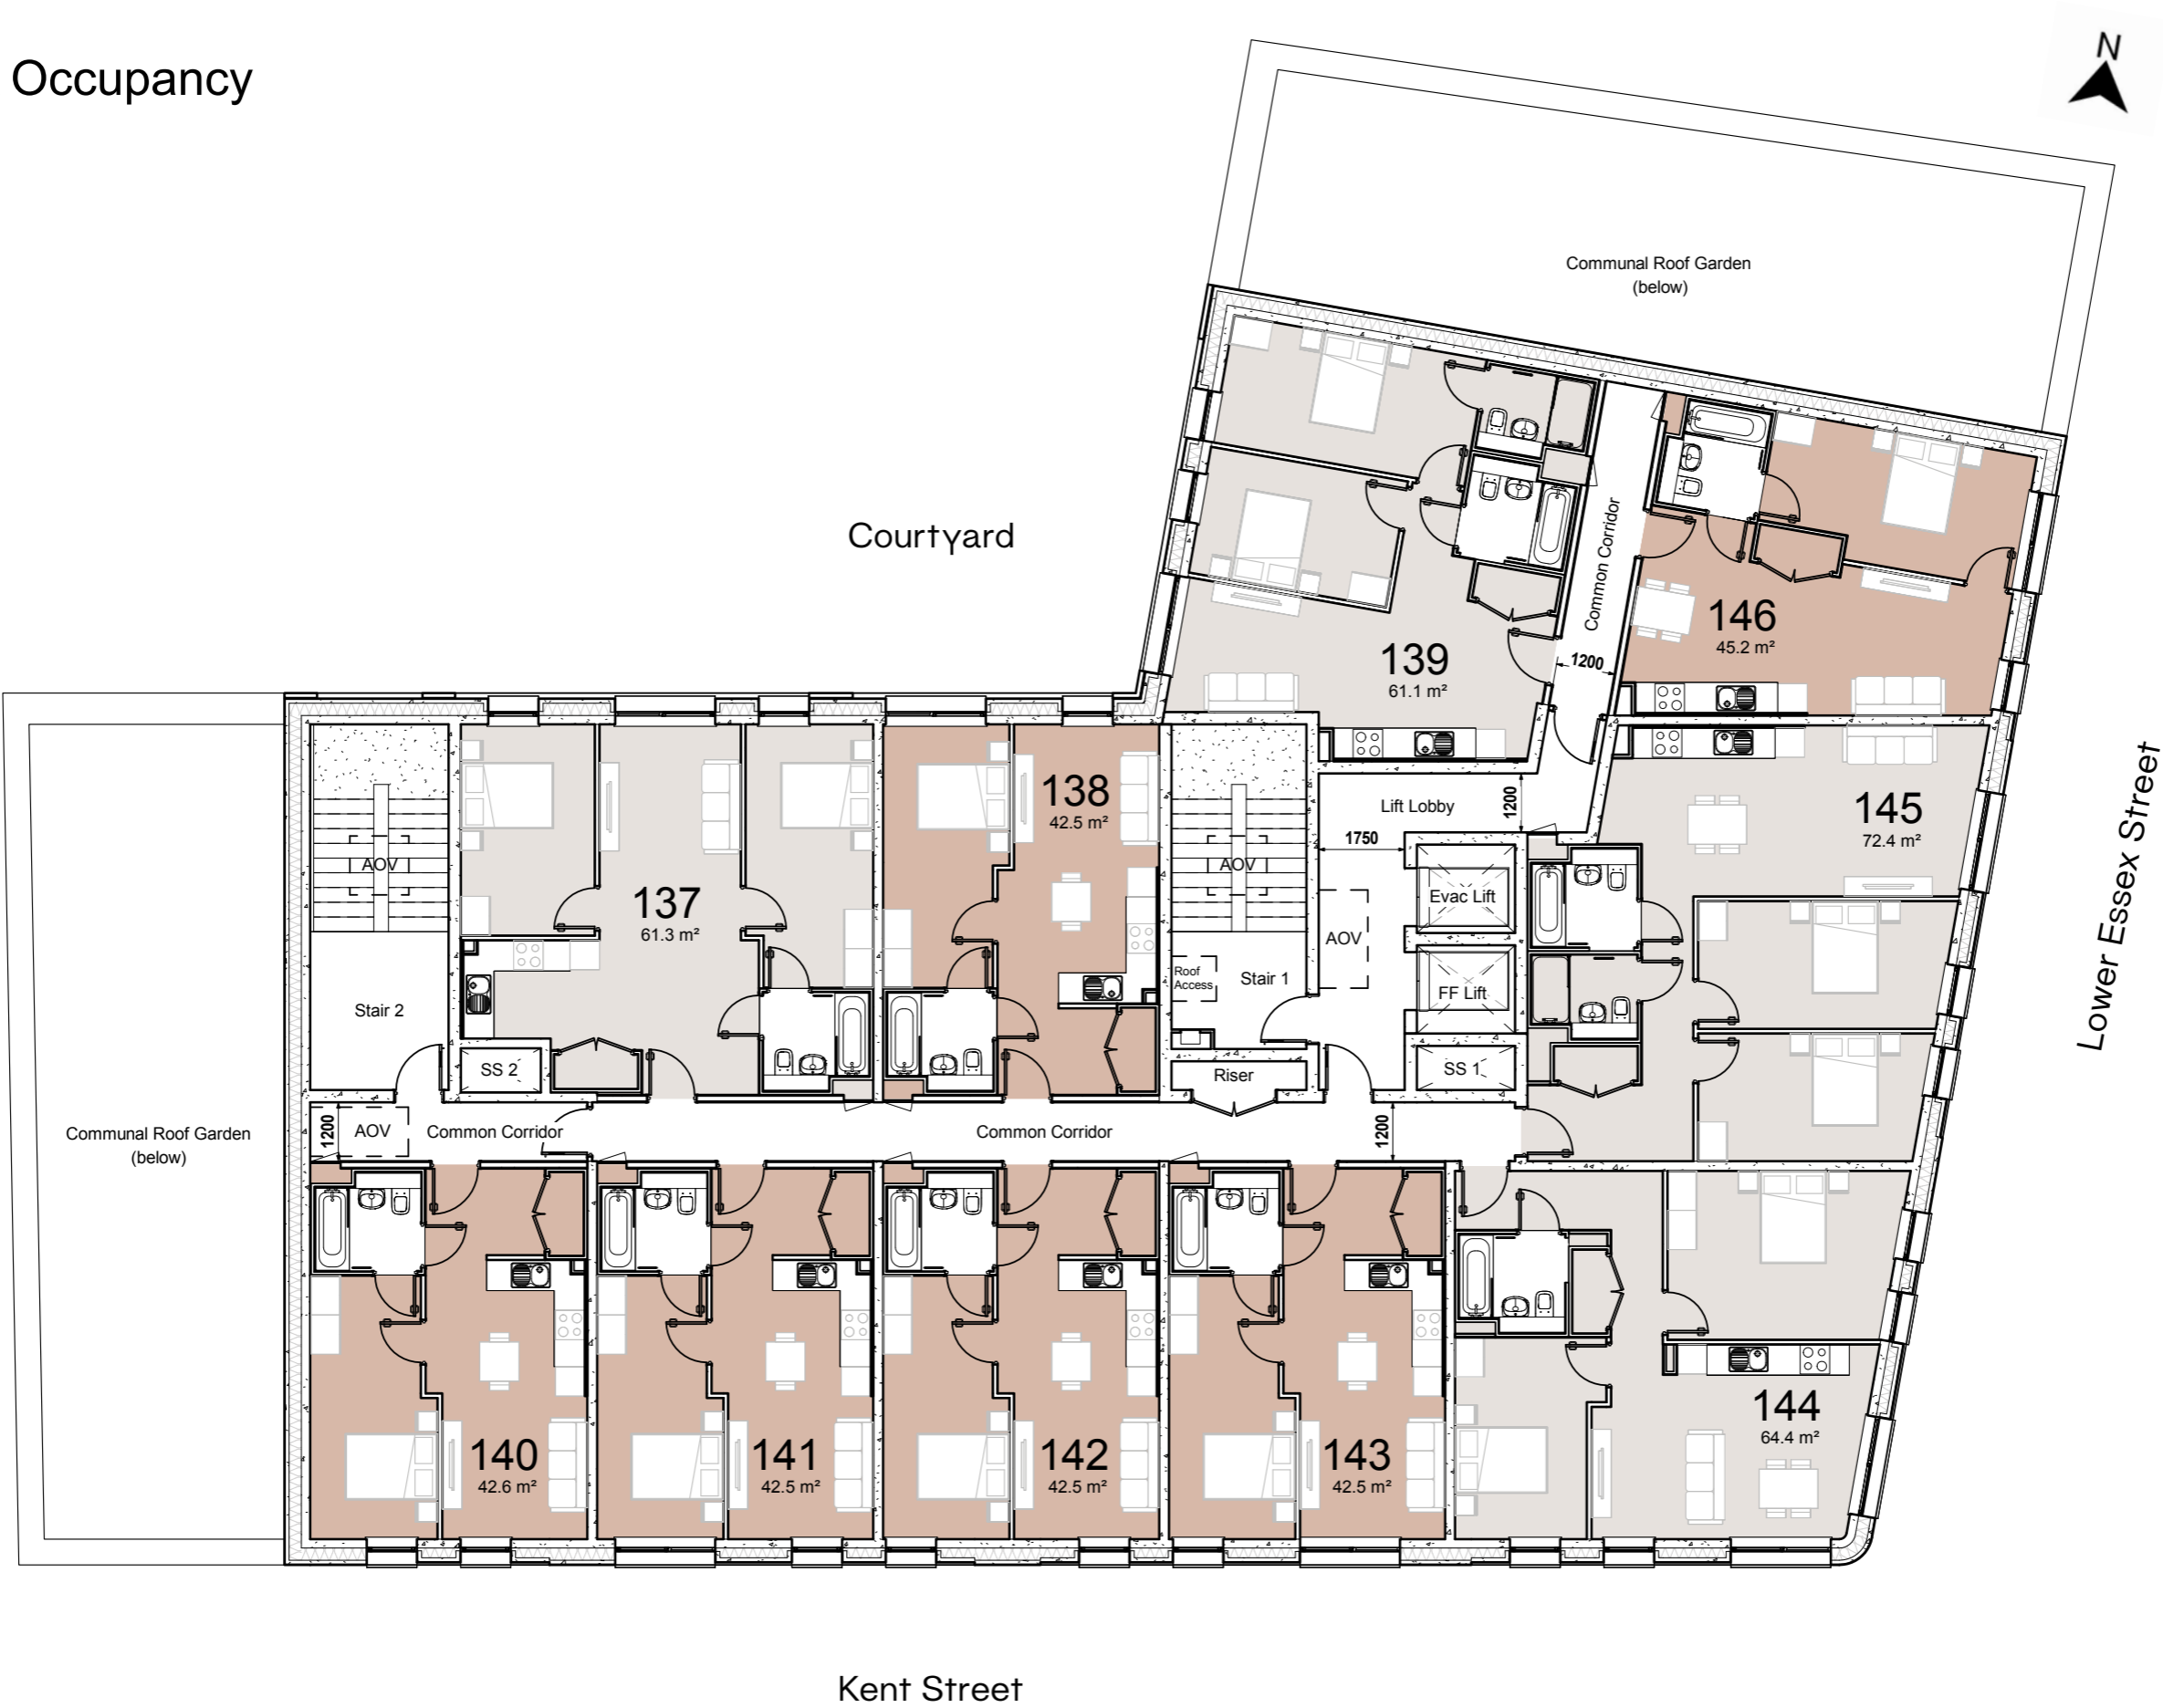 N
Occupancy
Communal Roof Garden
(below)
Courtyard
Common Corridor
146
45.2 m²
139
61.1 m²
1200
138
42.5 m²
Lift Lobby
1200
145
72.4 m²
1750
AOV
AOV
Evac Lift
137
61.3 m²
AOV
Lower Essex Street
Roof
Access
Stair 1
FF Lift
Stair 2
SS 2
Riser
SS 1
Communal Roof Garden
(below)
1200
AOV
Common Corridor
Common Corridor
1200
144
64.4 m²
140
42.6 m²
141
42.5 m²
142
42.5 m²
143
42.5 m²
Kent Street